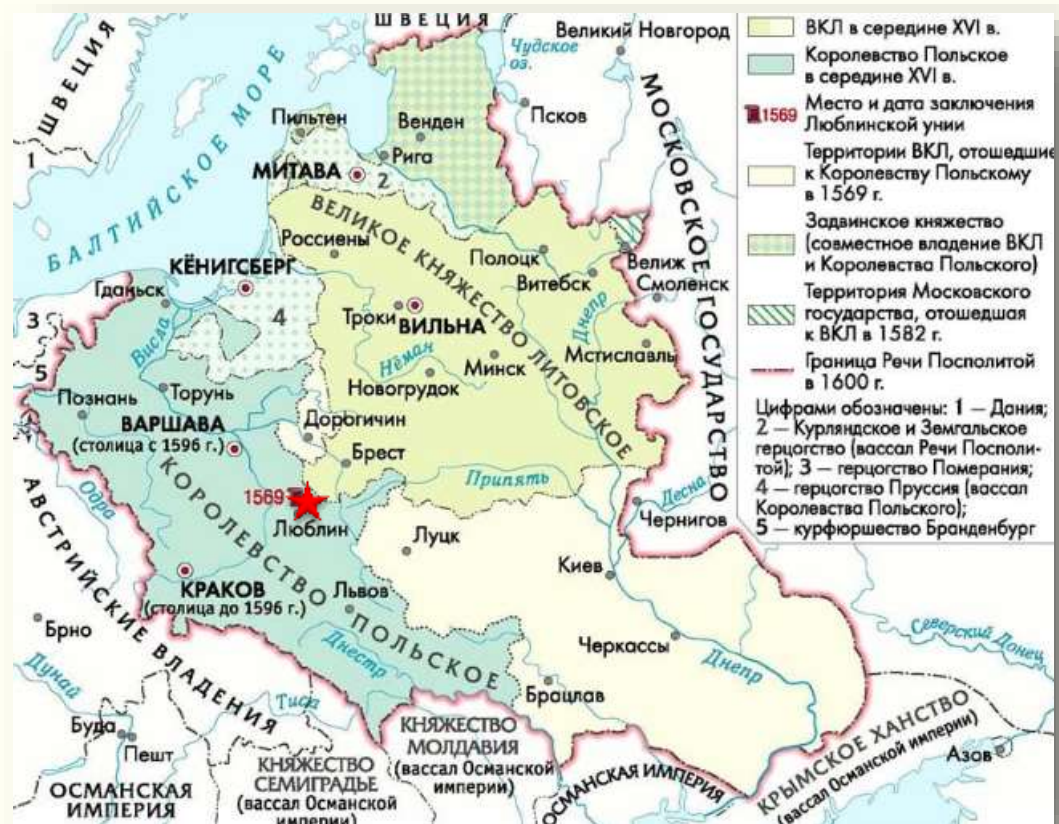 ШВЕЦИЯ
ШВЕЦИЯ
1
БАЛТИЙСКОЕ МОРЕ
Чудское
оз.
Великий Новгород
Псков
МОСКОВСКОЕ ГОСУДАРСТВО
Пильтен
Венден
Рига
МИТАВА
2
ВЕЛИКОЕ КНЯЖЕСТВО ЛИТОВСКОЕ
Россиены
Полоцк
Велиж
Витебск
Смоленск
КЁНИГСБЕРГ
Гданьск
3
4
5
Троки
ВИЛЬНА
Днепр
Мстиславль
Нёман
Минск
Новогрудок
Висла
Торунь
Познань
ВАРШАВА
(столица с 1596 г.)
Дорогичин
Брест
Припять
Десна
Чернигов
КОРОЛЕВСТВО ПОЛЬСКОЕ
1569
Люблин
Луцк
Киев
Одра
АВСТРИЙСКИЕ ВЛАДЕНИЯ
КРАКОВ
(столица до 1596 г.)
Львов
Черкассы
Днепр
Северский Донец
Брно
Днестр
Брацлав
Дунай
Тиса
Буда
Пешт
ОСМАНСКАЯ
ИМПЕРИЯ
КНЯЖЕСТВО
СЕМИГРАДЬЕ
(вассал Османской
империи)
КНЯЖЕСТВО
МОЛДАВИЯ
(вассал Османской
империи)
ОСМАНСКАЯ ИМПЕРИЯ
КРЫМСКОЕ ХАНСТВО
(вассал Османской империи)
Азов
ВКЛ в середине XVI в.
Королевство Польское
в середине XVI в.
1569 Место и дата заключения
Люблинской унии
Территории ВКЛ, отошедшие
к Королевству Польскому
в 1569 г.
Задвинское княжество
(совместное владение ВКЛ
и Королевства Польского)
Территория Московского
государства, отошедшая
к ВКЛ в 1582 г.
Граница Речи Посполитой
в 1600 г.
Цифрами обозначены: 1 — Дания;
2 — Курляндское и Земгальское
герцогство (вассал Речи Посполи-
той); 3 — герцогство Померания;
4 — герцогство Пруссия (вассал
Королевства Польского);
5 — курфюршество Бранденбург